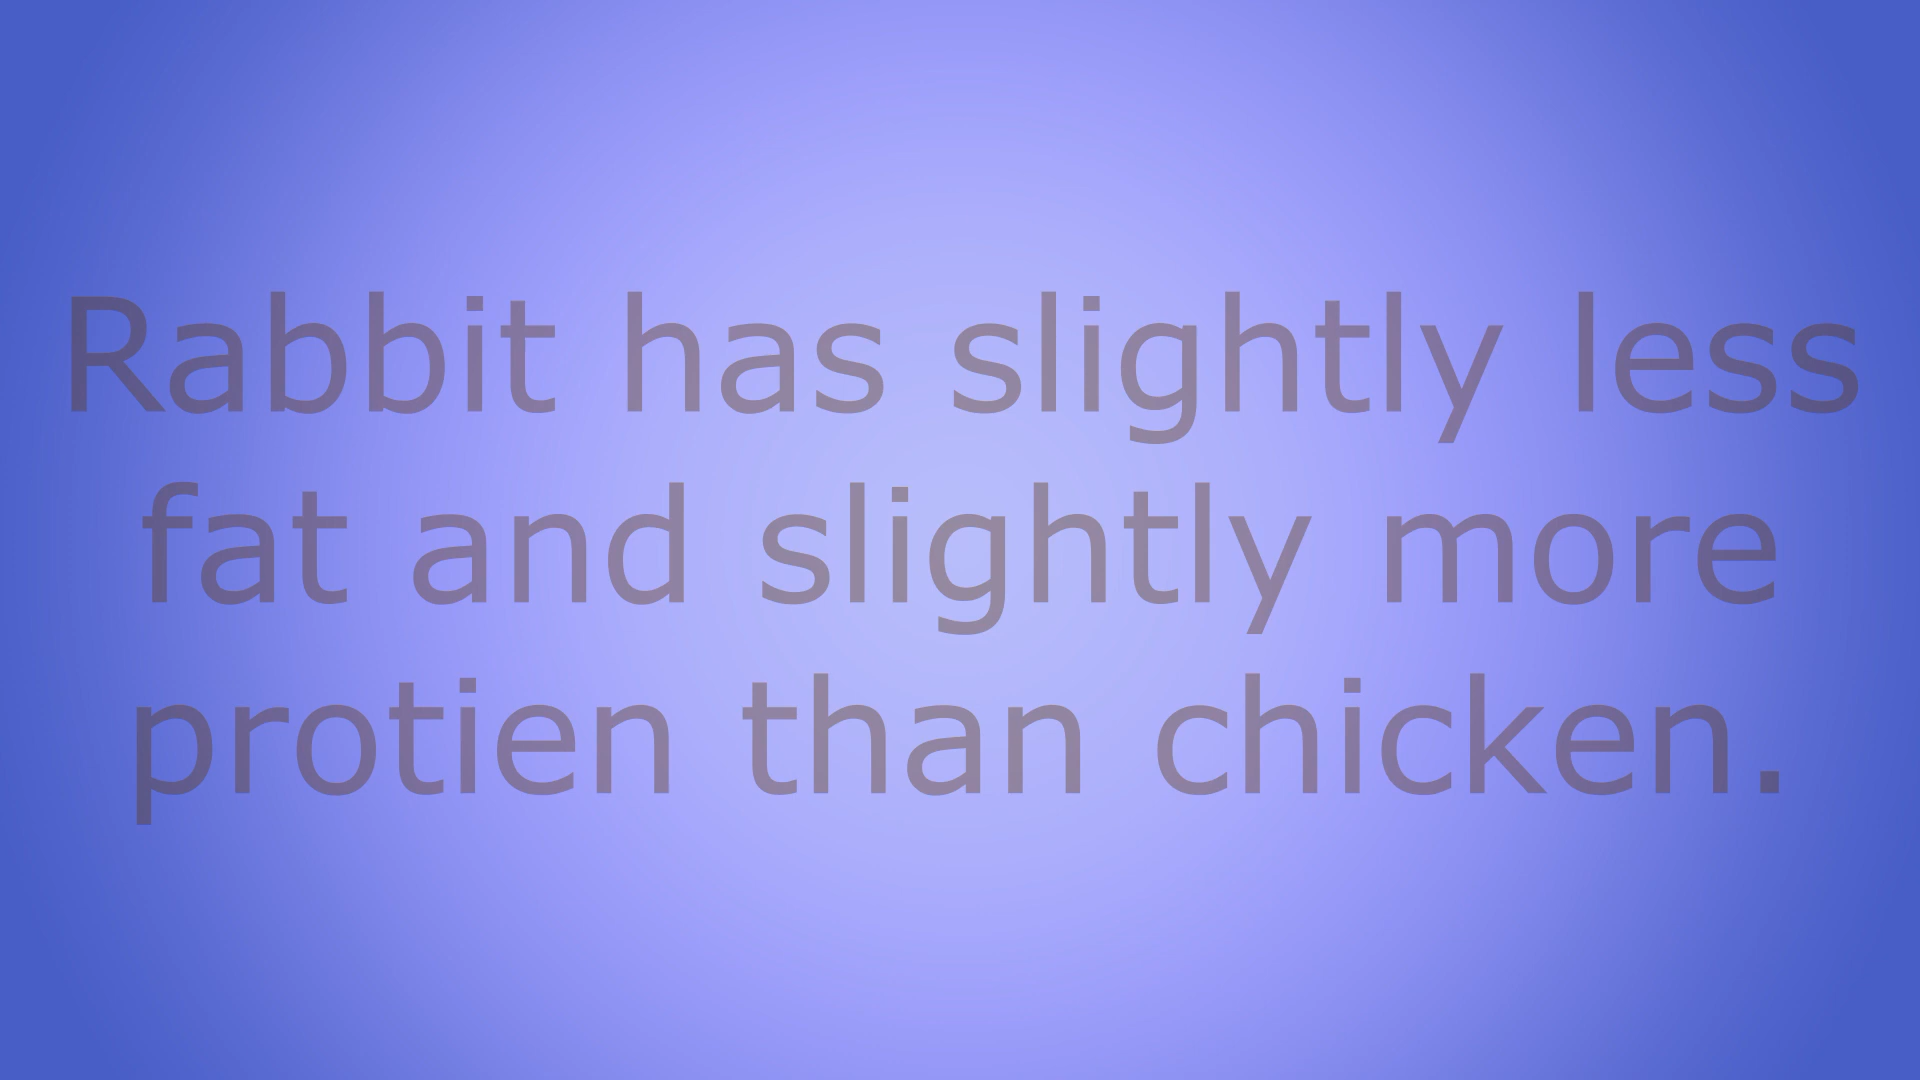 Rabbit has slightly less
fat and slightly more
protien than chicken.